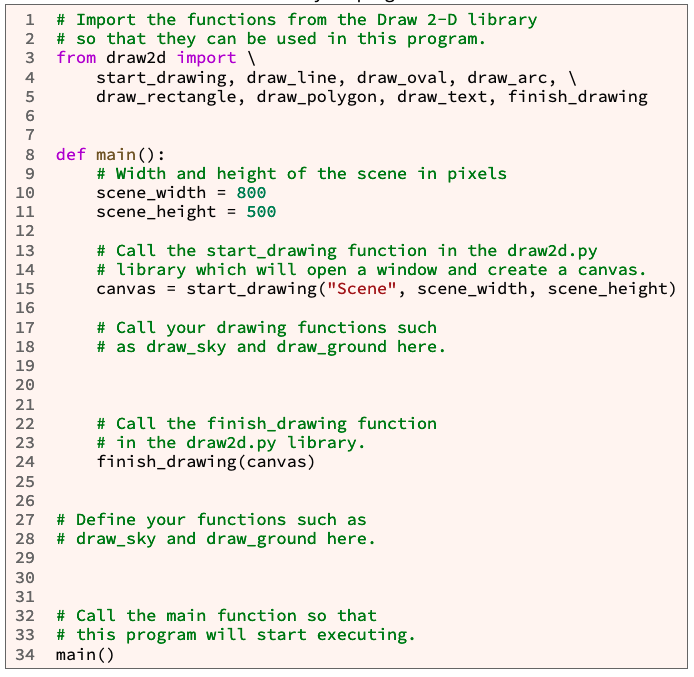 1 # Import the functions from the Draw 2-D library
2 # so that they can be used in this program.
3 from draw2d import \
4     start_drawing, draw_line, draw_oval, draw_arc, \
5     draw_rectangle, draw_polygon, draw_text, finish_drawing
6
7
8 def main():
9     # Width and height of the scene in pixels
10     scene_width = 800
11     scene_height = 500
12
13     # Call the start_drawing function in the draw2d.py
14     # library which will open a window and create a canvas.
15     canvas = start_drawing("Scene", scene_width, scene_height)
16
17     # Call your drawing functions such
18     # as draw_sky and draw_ground here.
19
20
21
22     # Call the finish_drawing function
23     # in the draw2d.py library.
24     finish_drawing(canvas)
25
26
27 # Define your functions such as
28 # draw_sky and draw_ground here.
29
30
31
32 # Call the main function so that
33 # this program will start executing.
34 main()